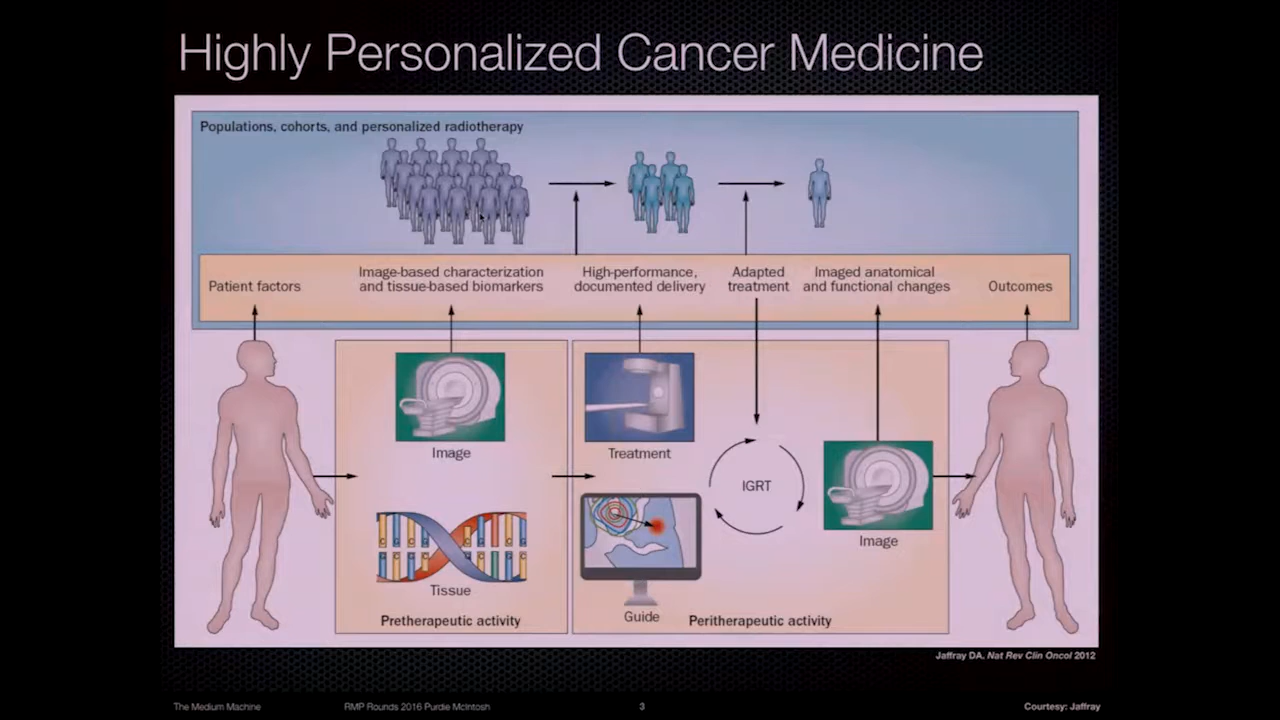 Highly Personalized Cancer Medicine
Populations, cohorts, and personalized radiotherapy
Patient factors
Image-based characterization
and tissue-based biomarkers
High-performance,
documented delivery
Adapted
treatment
Imaged anatomical
and functional changes
Outcomes
Image
Tissue
Pretherapeutic activity
Treatment
Guide
IGRT
Image
Peritherapeutic activity
Jaffray DA. Nat Rev Clin Oncol 2012
The Medium Machine
RMP Rounds 2016 Purdie McIntosh
3
Courtesy: Jaffray